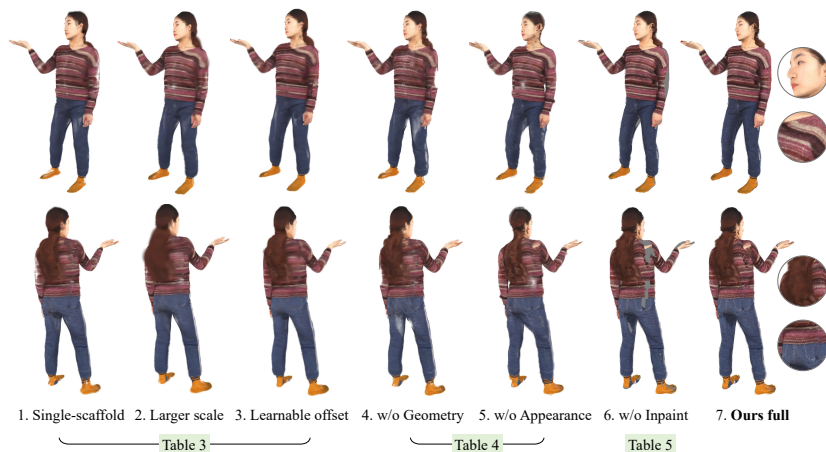 1. Single-scaffold 2. Larger scale 3. Learnable offset 4. w/o Geometry 5. w/o Appearance 6. w/o Inpaint 7. Ours full
Table 3 Table 4 Table 5